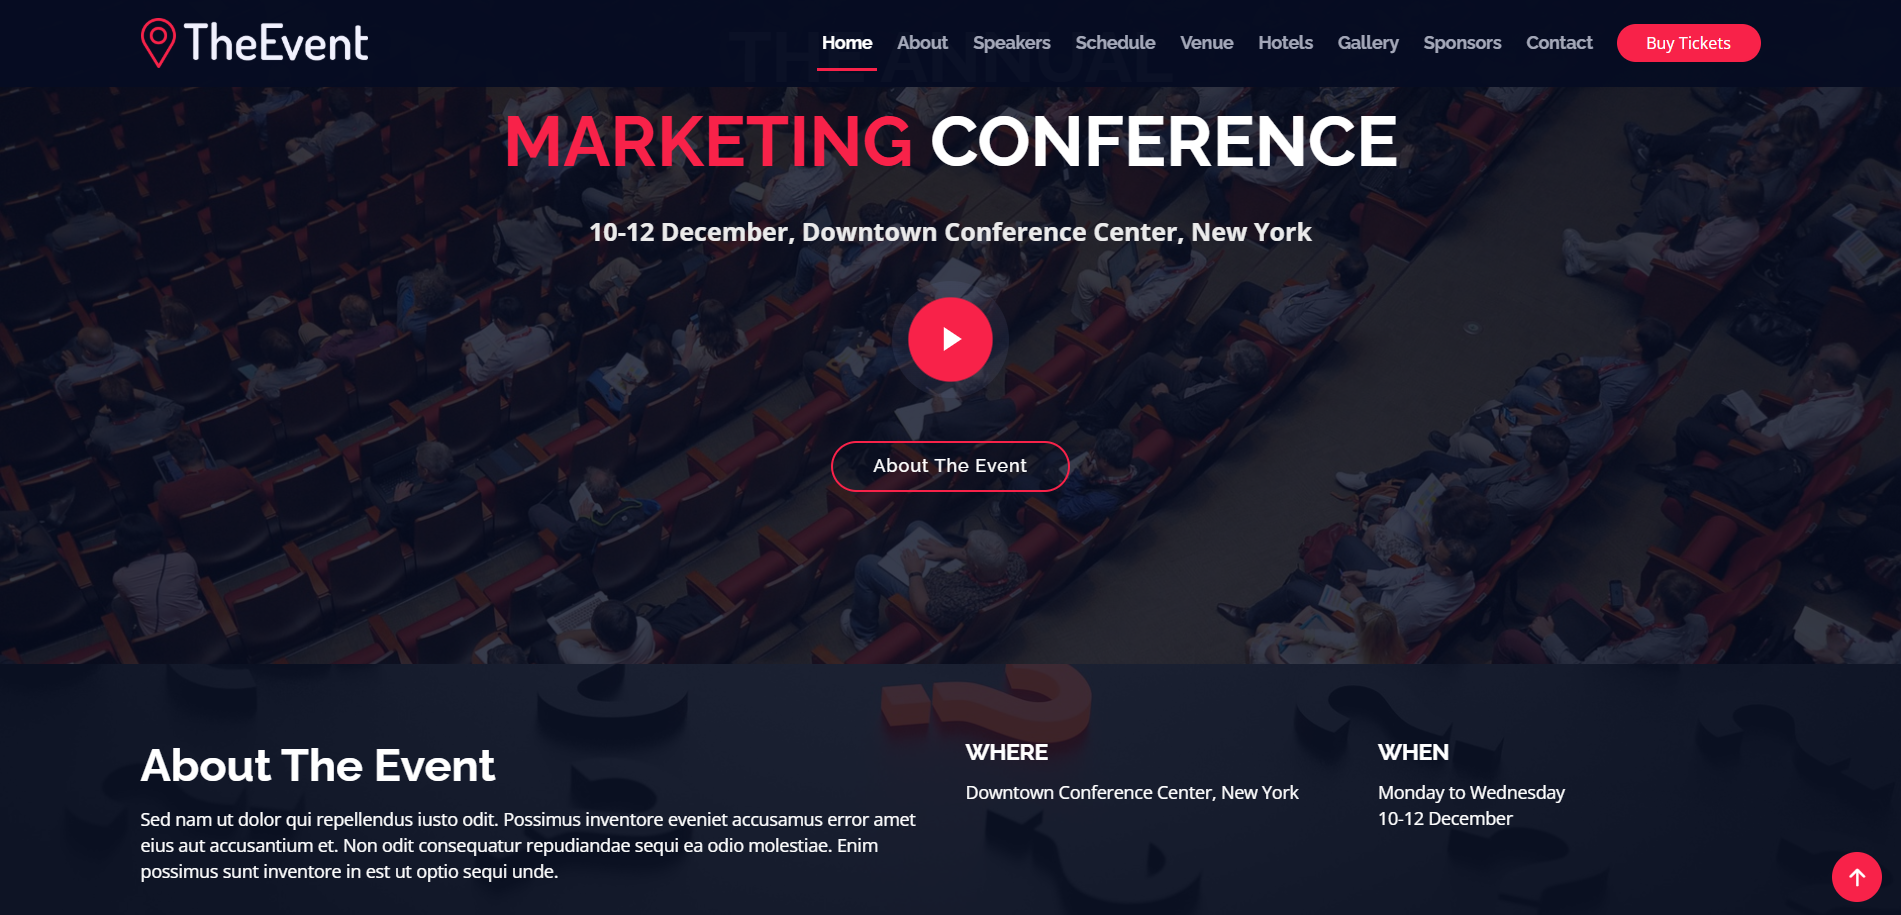 TheEvent
Home About Speakers Schedule Venue Hotels Gallery Sponsors Contact Buy Tickets
THE ANNUAL
MARKETING CONFERENCE
10-12 December, Downtown Conference Center, New York
About The Event
About The Event
Sed nam ut dolor qui repellendus iusto odit. Possimus inventore eveniet accusamus error amet
eius aut accusantium et. Non odit consequatur repudiandae sequi ea odio molestiae. Enim
possimus sunt inventore in est ut optio sequi unde.
WHERE
Downtown Conference Center, New York
WHEN
Monday to Wednesday
10-12 December